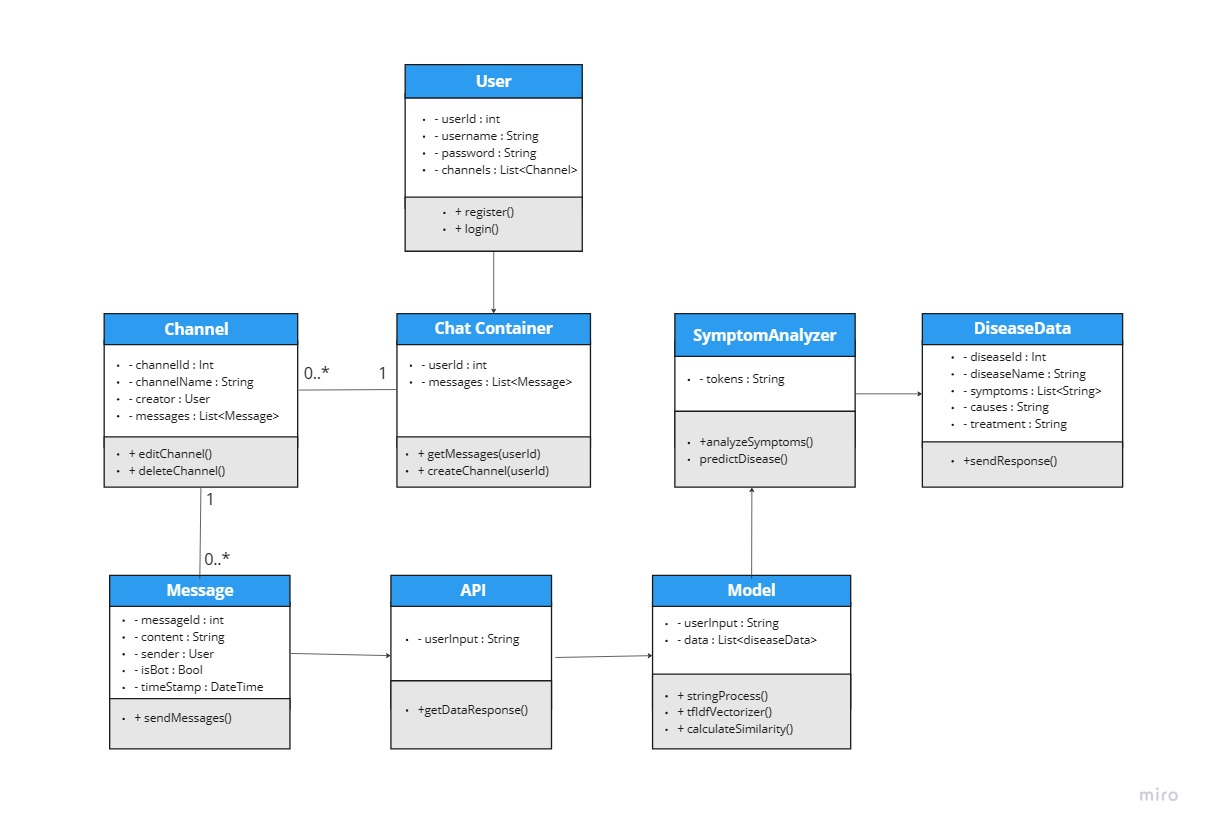 User
- userId : int
- username : String
- password : String
- channels : List<Channel>
+ register()
+ login()
Channel
- channelId : Int
- channelName : String
- creator : User
- messages : List<Message>
+ editChannel()
+ deleteChannel()
0..*
1
Chat Container
- userId : int
- messages : List<Message>
+ getMessages(userId)
+ createChannel(userId)
SymptomAnalyzer
- tokens : String
+analyzeSymptoms()
predictDisease()
DiseaseData
- diseaseId : Int
- diseaseName : String
- symptoms : List<String>
- causes : String
- treatment : String
+sendResponse()
1
0..*
Message
- messageId : int
- content : String
- sender : User
- isBot : Bool
- timeStamp : DateTime
+ sendMessages()
API
- userInput : String
+getDataResponse()
Model
- userInput : String
- data : List<diseaseData>
+ stringProcess()
+ tfIdfVectorizer()
+ calculateSimilarity()
miro